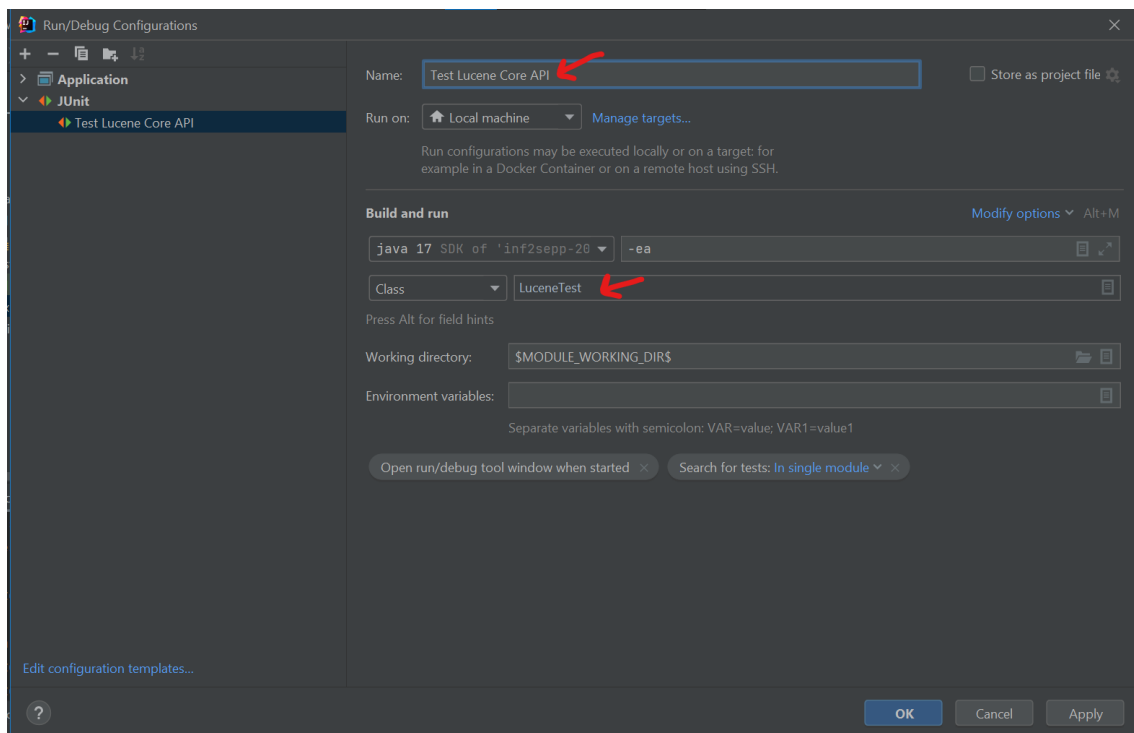 Run/Debug Configurations
Application
JUnit
Test Lucene Core API
Name: Test Lucene Core API Store as project file
Run on: Local machine Manage targets...
Run configurations may be executed locally or on a target: for
example in a Docker Container or on a remote host using SSH.
Build and run Modify options Alt+M
java 17 SDK of 'inf2sepp-20 -ea
Class LuceneTest
Press Alt for field hints
Working directory: $MODULE_WORKING_DIR$
Environment variables:
Separate variables with semicolon: VAR=value; VAR1=value1
Open run/debug tool window when started × Search for tests: In single module ×
Edit configuration templates...
? OK Cancel Apply